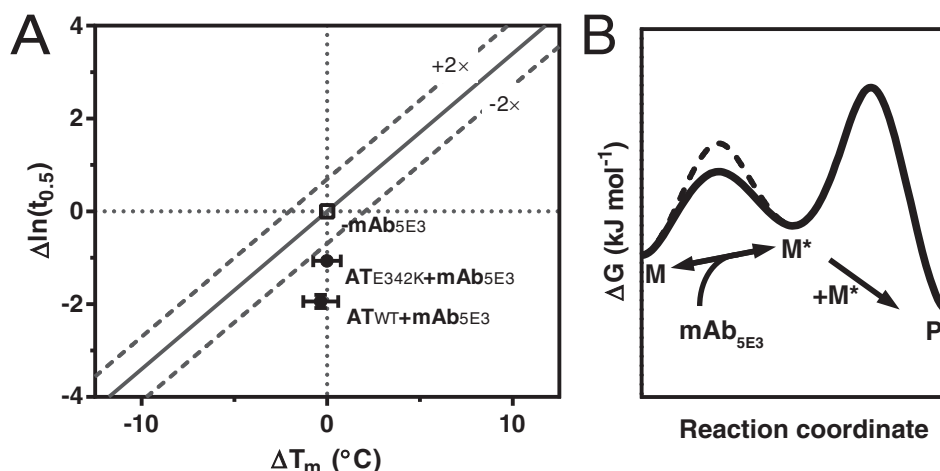 A
4
2
0
-2
-4
-10
0
10
Δln(t0.5)
ΔTm (°C)
+2×
-2×
-mAb5E3
ATE342K+mAb5E3
ATWT+mAb5E3
B
ΔG (kJ mol-1)
M
M*
+M*
mAb5E3
P
Reaction coordinate